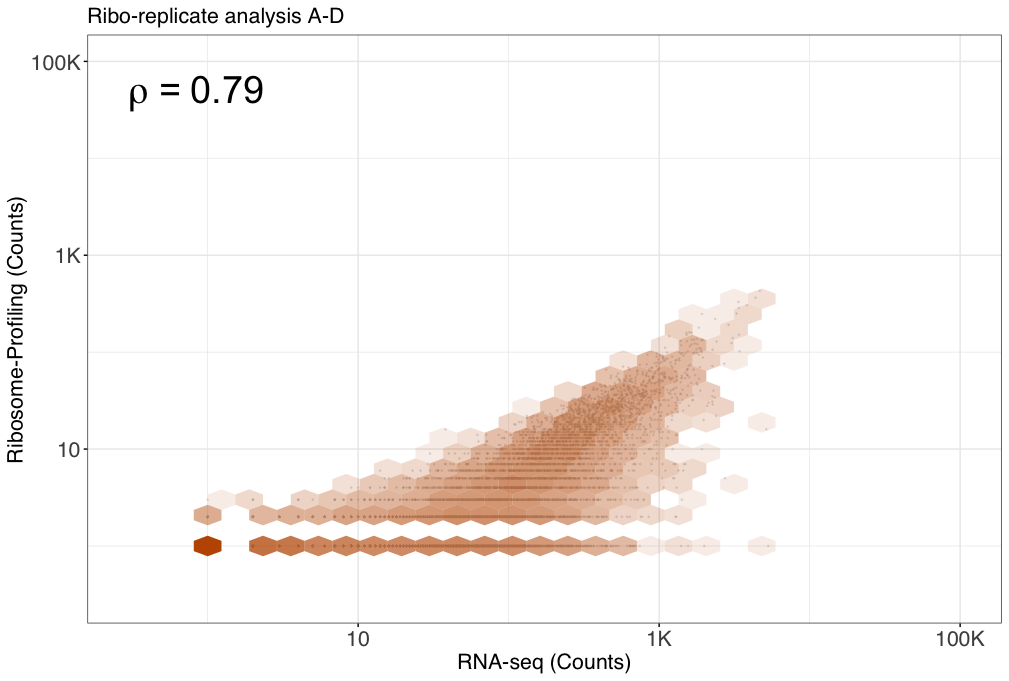 Ribo-replicate analysis A-D
100K
ρ = 0.79
1K
10
Ribosome-Profiling (Counts)
10
1K
100K
RNA-seq (Counts)